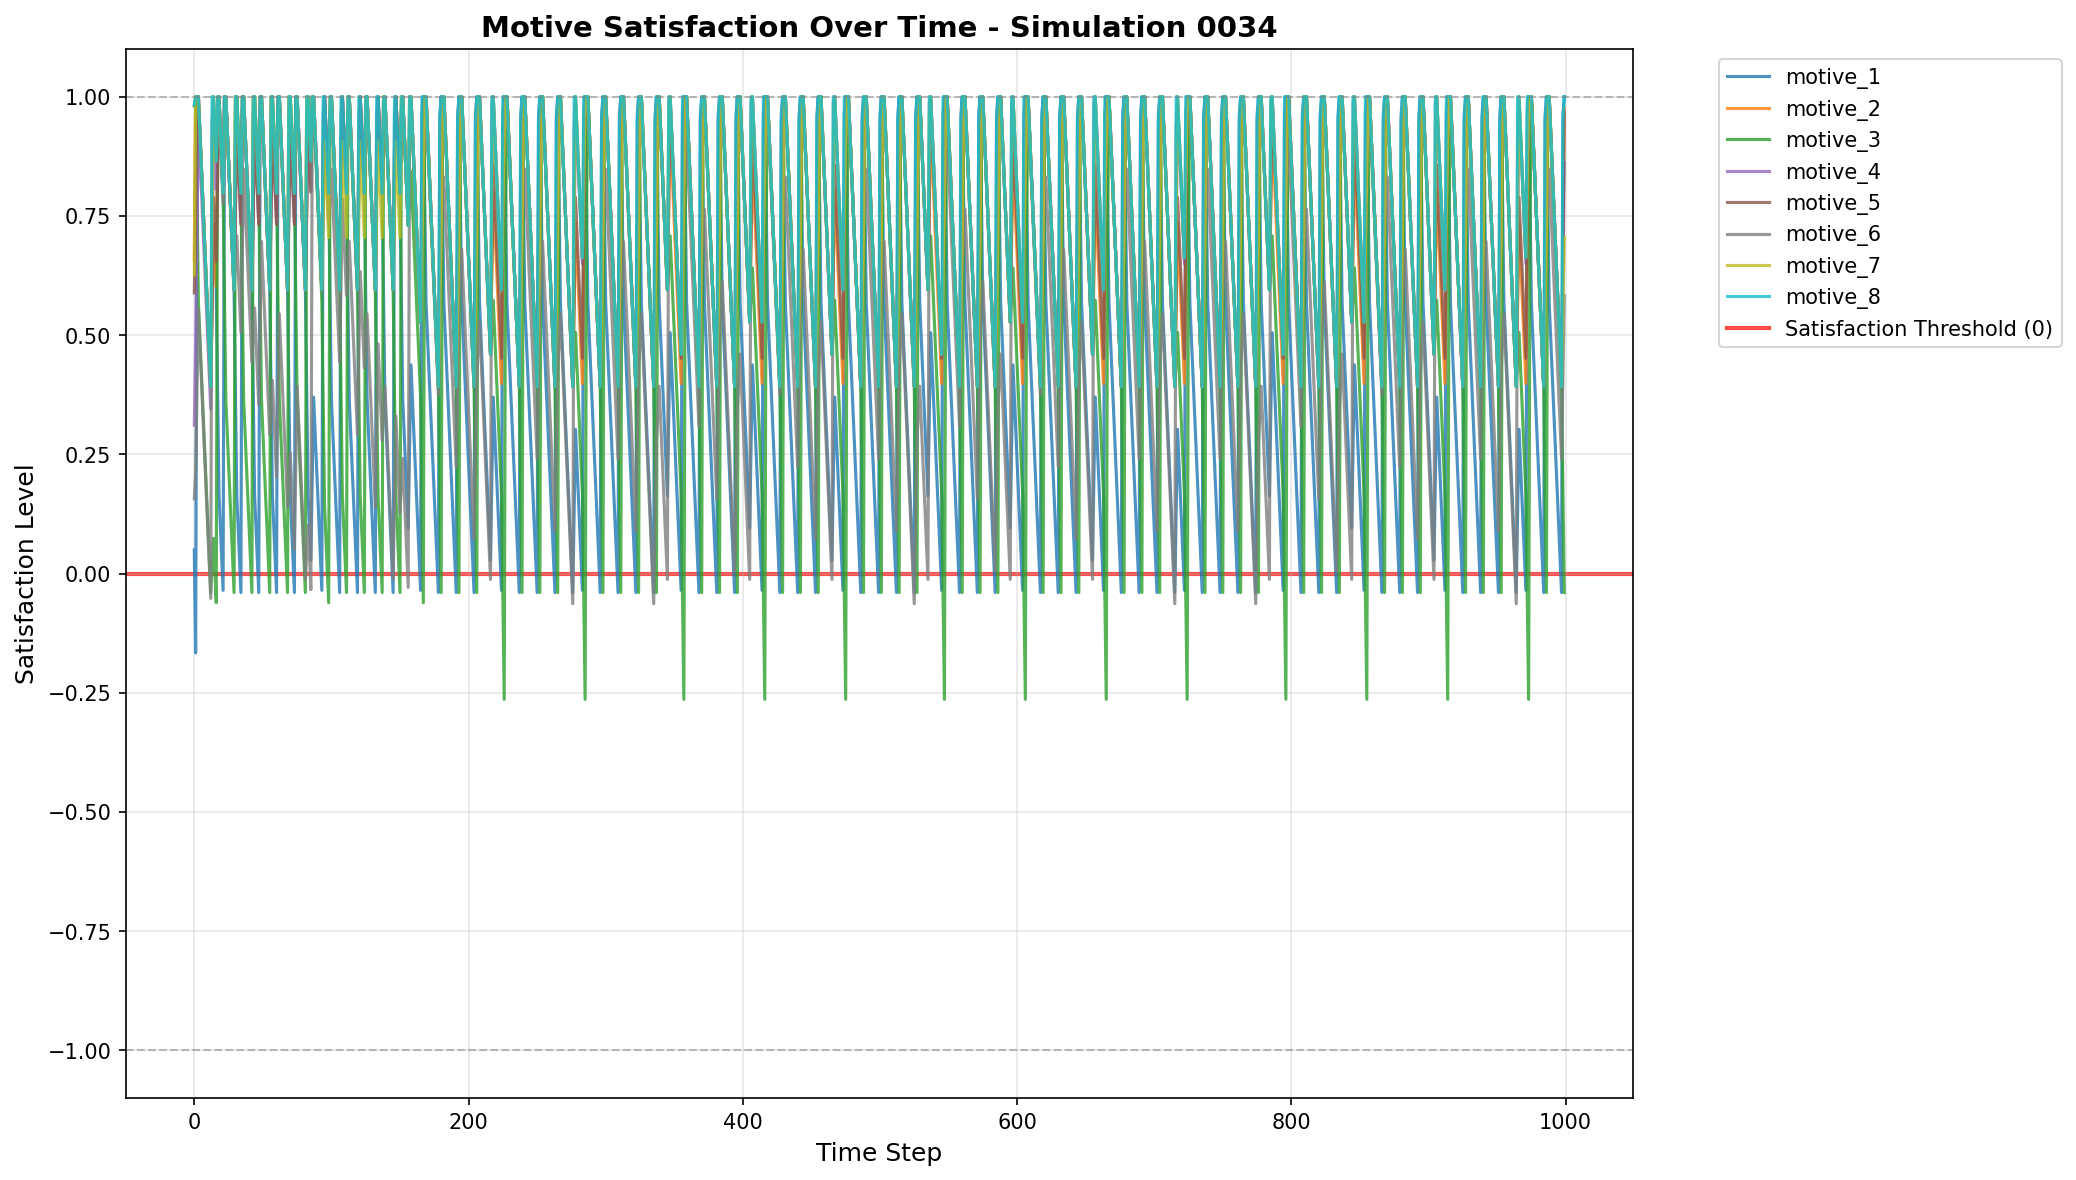 Motive Satisfaction Over Time - Simulation 0034
Satisfaction Level
1.00
0.75
0.50
0.25
0.00
−0.25
−0.50
−0.75
−1.00
0
200
400
600
800
1000
Time Step
motive_1
motive_2
motive_3
motive_4
motive_5
motive_6
motive_7
motive_8
Satisfaction Threshold (0)